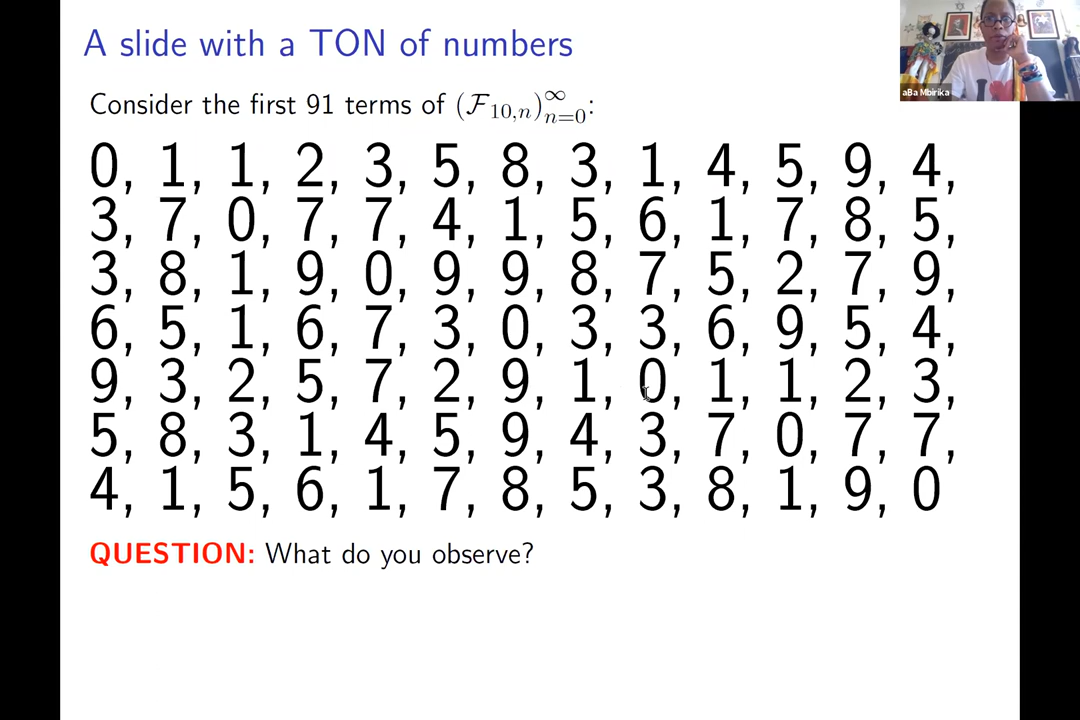 A slide with a TON of numbers
aBa Mbirika
Consider the first 91 terms of (ℱ₁₀,ₙ)∞ₙ₌₀:
0, 1, 1, 2, 3, 5, 8, 3, 1, 4, 5, 9, 4,
3, 7, 0, 7, 7, 4, 1, 5, 6, 1, 7, 8, 5,
3, 8, 1, 9, 0, 9, 9, 8, 7, 5, 2, 7, 9,
6, 5, 1, 6, 7, 3, 0, 3, 3, 6, 9, 5, 4,
9, 3, 2, 5, 7, 2, 9, 1, 0, 1, 1, 2, 3,
5, 8, 3, 1, 4, 5, 9, 4, 3, 7, 0, 7, 7,
4, 1, 5, 6, 1, 7, 8, 5, 3, 8, 1, 9, 0
QUESTION: What do you observe?